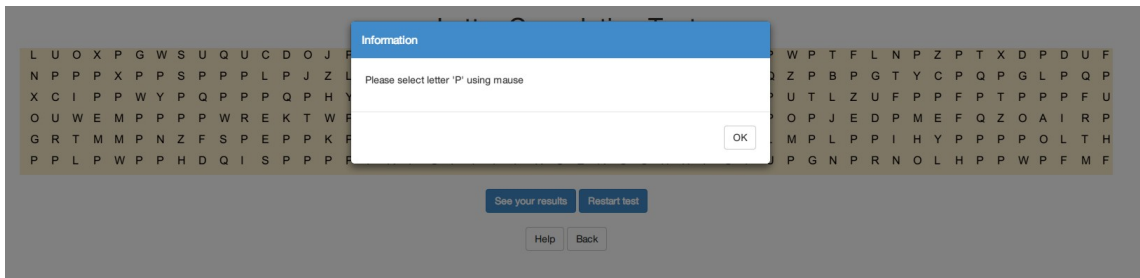 Information
L U O X P G W S U Q U C D O J P W P T F L N P Z P T X D P D U F
N P P P X P P S P P P L P J Z L Z P B P G T Y C P Q P G L P Q P
Please select letter 'P' using mause
X C I P P W Y P Q P P P Q P H Y U T L Z U F P P F P T P P P F U
O U W E M P P P P W R E K T W P P O P J E D P M E F Q Z O A I R P
G R T M M P N Z F S P E P P K M P L P P I H Y P P P P O L T H
OK
P P L P W P P H D Q I S P P P P G N P R N O L H P P W P F M F
See your results Restart test
Help Back